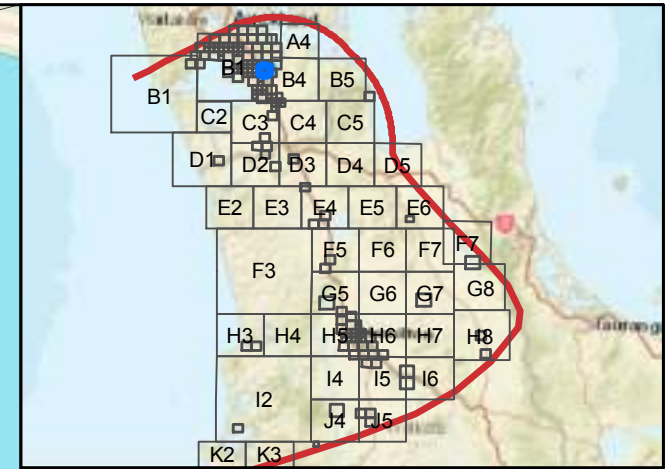 A4
B1 B1 B4 B5
C2 C3 C4 C5
D1 D2 D3 D4 D5
E2 E3 E4 E5 E6
F3 F5 F6 F7 F7
G5 G6 G7 G8
H3 H4 H5 H6 H7 H8
I2 I4 I5 I6
J4 J5
K2 K3